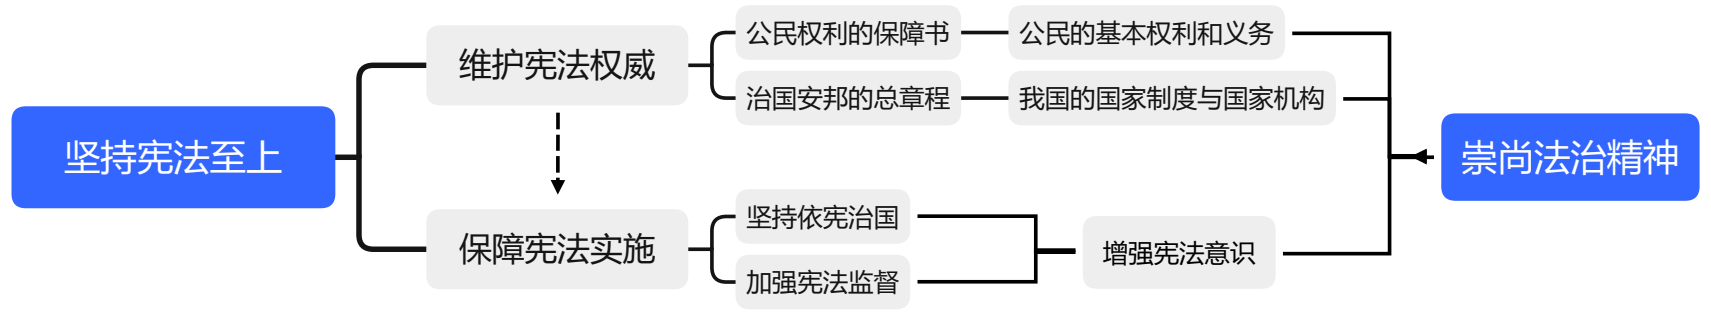 坚持宪法至上
维护宪法权威
公民权利的保障书
公民的基本权利和义务
治国安邦的总章程
我国的国家制度与国家机构
保障宪法实施
坚持依宪治国
加强宪法监督
增强宪法意识
崇尚法治精神